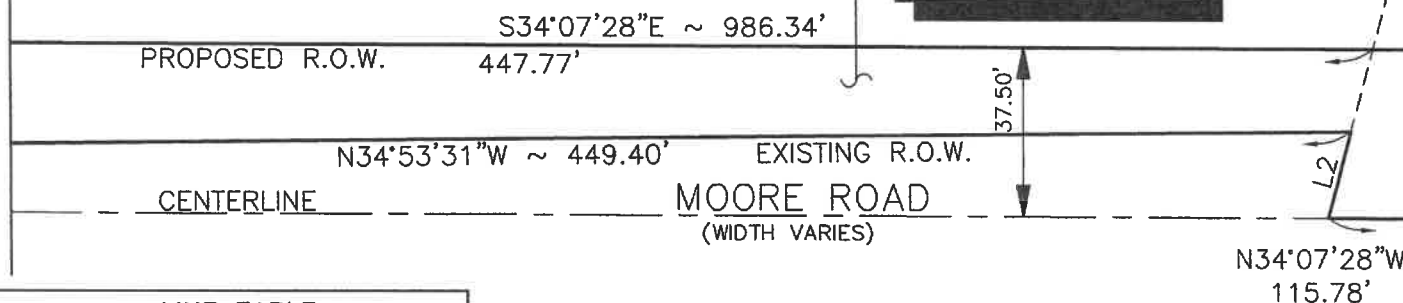 S34°07'28"E ~ 986.34'
PROPOSED R.O.W. 447.77'
37.50'
N34°53'31"W ~ 449.40' EXISTING R.O.W.
L2
CENTERLINE MOORE ROAD
(WIDTH VARIES)
N34°07'28"W
115.78'
LINE TABLE